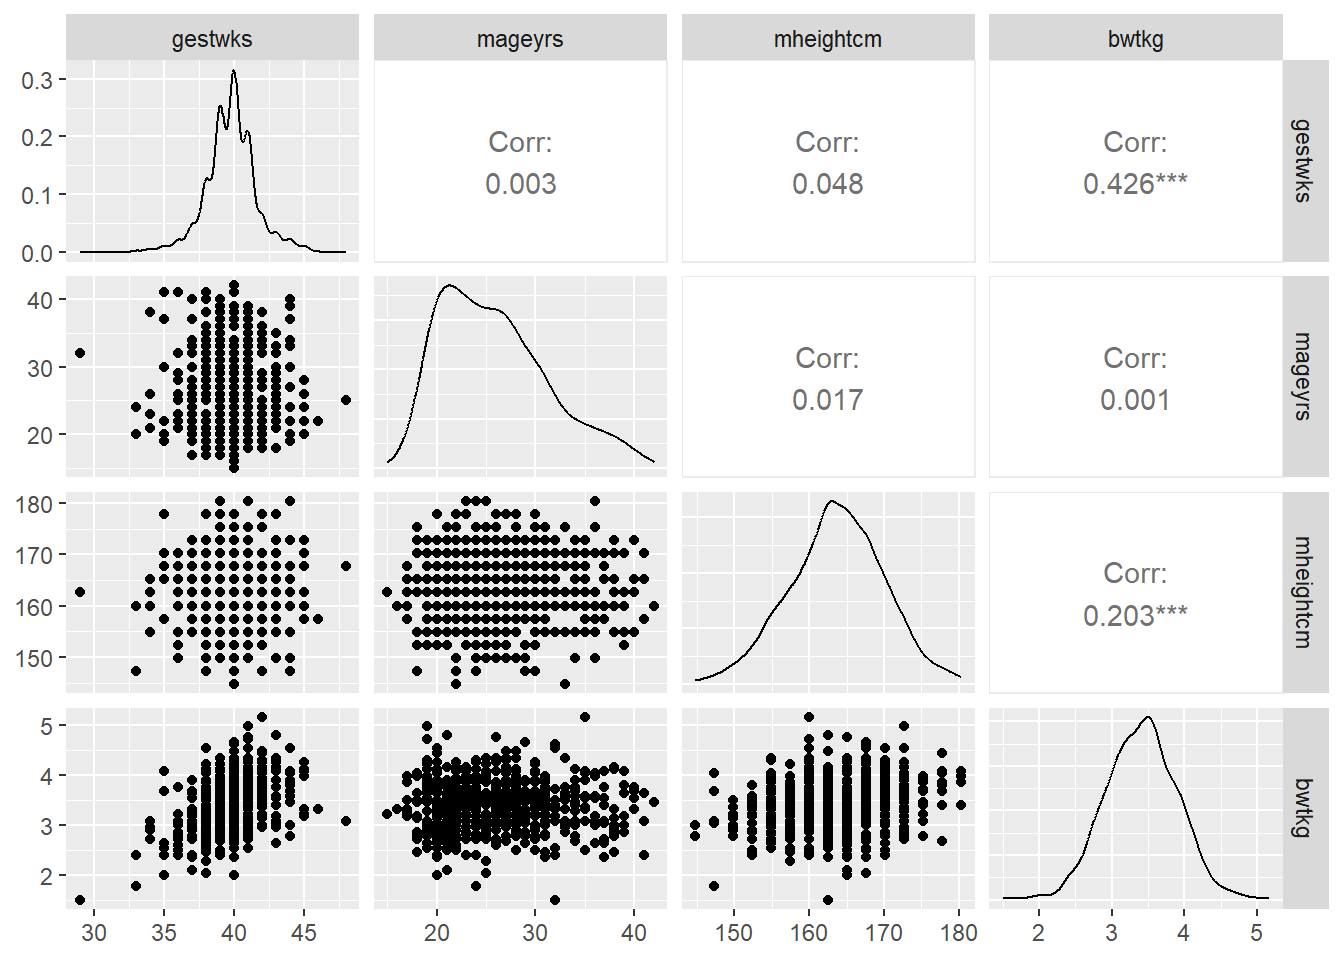 gestwks mageyrs mheightcm bwtkg
0.3
0.2
0.1
0.0
Corr:
0.003
Corr:
0.048
Corr:
0.426***
gestwks
40
30
20
Corr:
0.017
Corr:
0.001
mageyrs
180
170
160
150
Corr:
0.203***
mheightcm
5
4
3
2
bwtkg
30 35 40 45 20 30 40 150 160 170 180 2 3 4 5